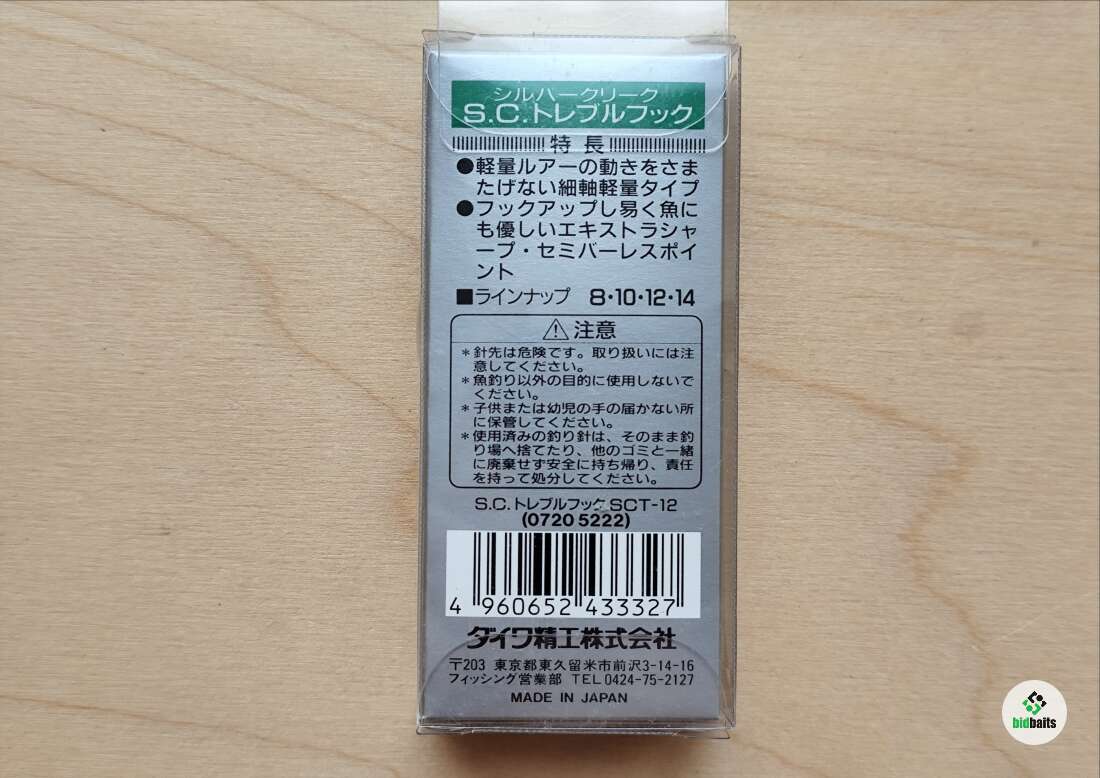 シルバークリーク
S.C.トレブルフック
特長
●軽量ルアーの動きをさま
たげない細軸軽量タイプ
●フックアップし易く魚に
も優しいエキストラシャ
ープ・セミバーレスポイ
ント
■ラインナップ 8・10・12・14
注意
＊針先は危険です。取り扱いには注
意してください。
＊魚釣り以外の目的に使用しないで
ください。
＊子供または幼児の手の届かない所
に保管してください。
＊使用済みの釣り針は、そのまま釣
り場へ捨てたり、他のゴミと一緒
に廃棄せず安全に持ち帰り、責任
を持って処分してください。
S.C.トレブルフック SCT-12
(0720 5222)
4 960652 433327
ダイワ精工株式会社
〒203 東京都東久留米市前沢3-14-16
フィッシング営業部 TEL 0424-75-2127
MADE IN JAPAN
bidbaits